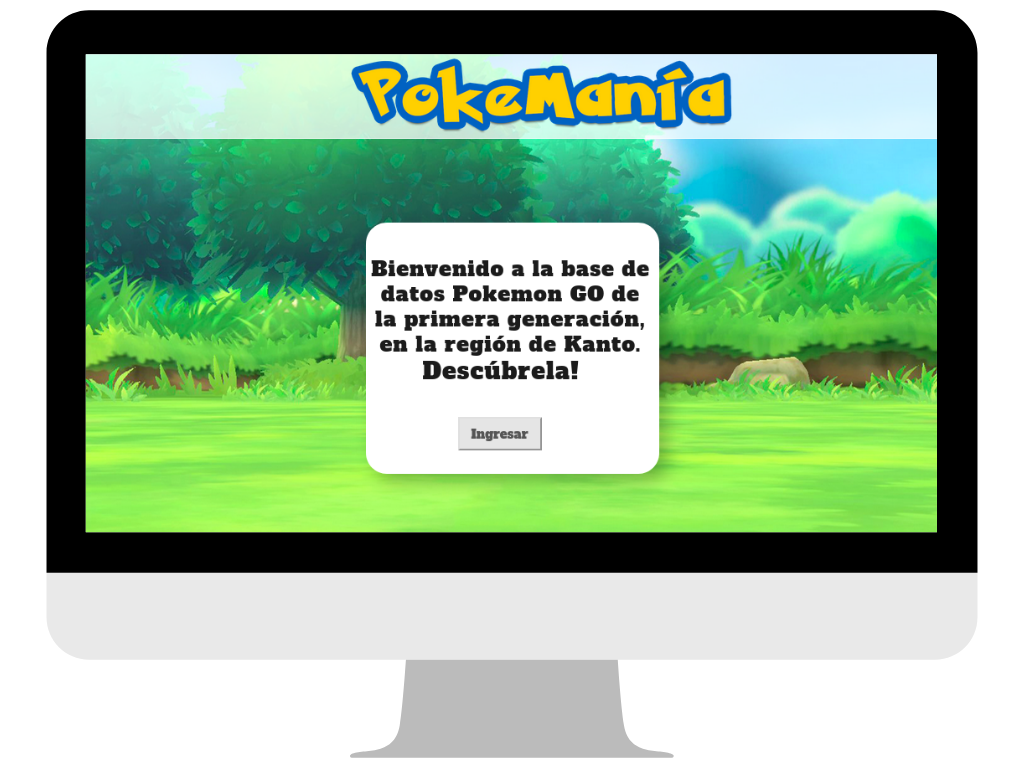 PokeManía
Bienvenido a la base de
datos Pokemon GO de
la primera generación,
en la región de Kanto.
Descúbrela!
Ingresar